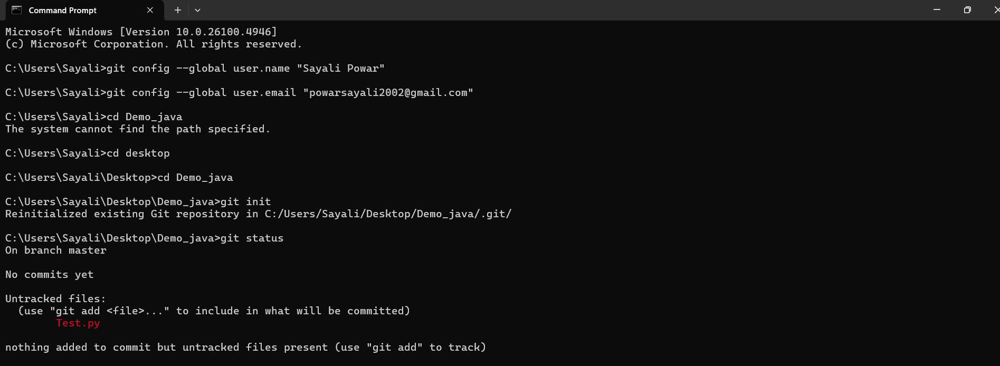 Command Prompt
Microsoft Windows [Version 10.0.26100.4946]
(c) Microsoft Corporation. All rights reserved.
C:\Users\Sayali>git config --global user.name "Sayali Powar"
C:\Users\Sayali>git config --global user.email "powarsayali2002@gmail.com"
C:\Users\Sayali>cd Demo_java
The system cannot find the path specified.
C:\Users\Sayali>cd desktop
C:\Users\Sayali\Desktop>cd Demo_java
C:\Users\Sayali\Desktop\Demo_java>git init
Reinitialized existing Git repository in C:/Users/Sayali/Desktop/Demo_java/.git/
C:\Users\Sayali\Desktop\Demo_java>git status
On branch master
No commits yet
Untracked files:
  (use "git add <file>..." to include in what will be committed)
        Test.py
nothing added to commit but untracked files present (use "git add" to track)